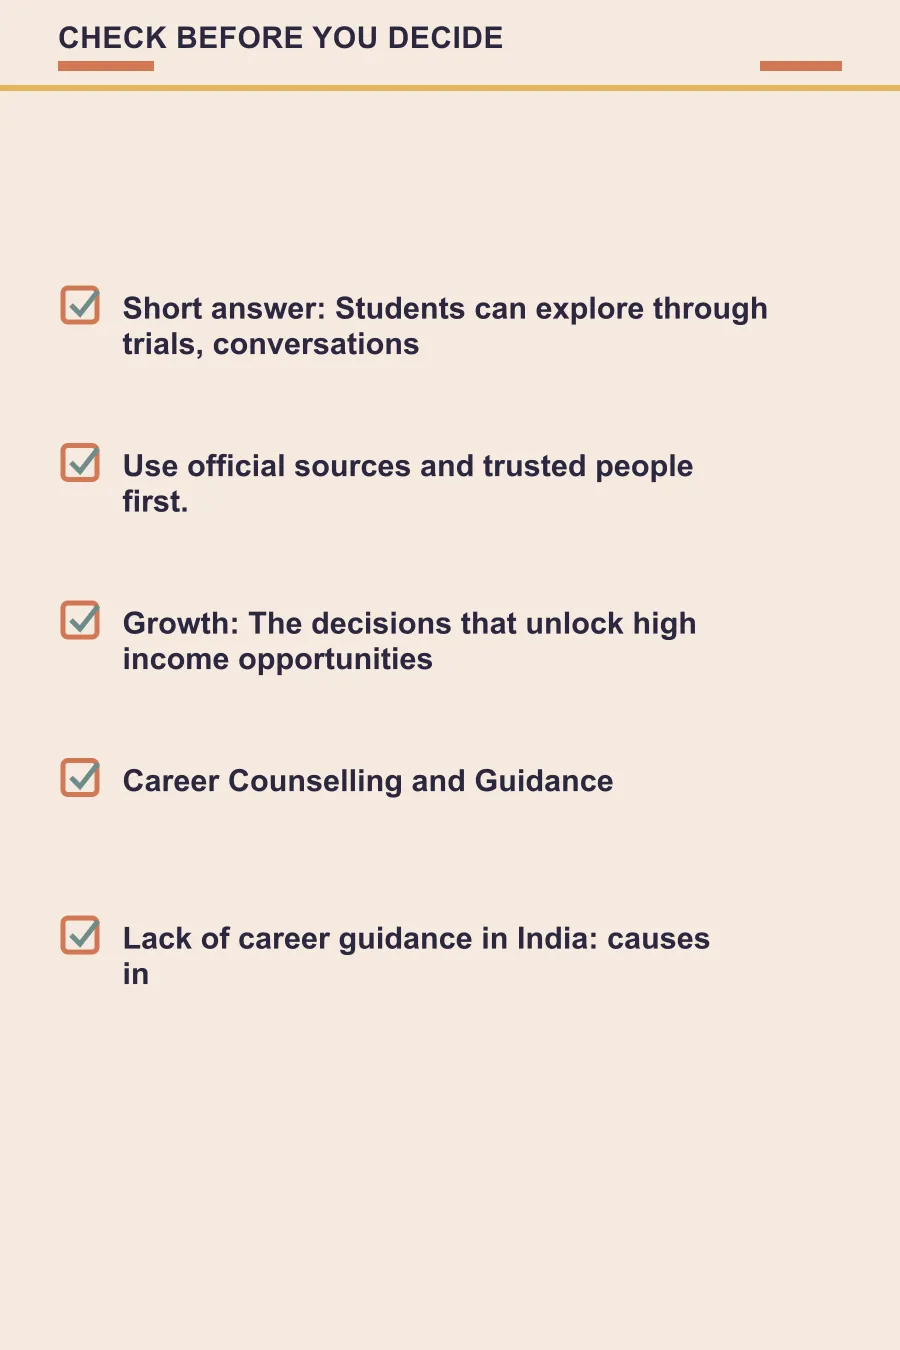 CHECK BEFORE YOU DECIDE
Short answer: Students can explore through
trials, conversations
Use official sources and trusted people
first.
Growth: The decisions that unlock high
income opportunities
Career Counselling and Guidance
Lack of career guidance in India: causes
in